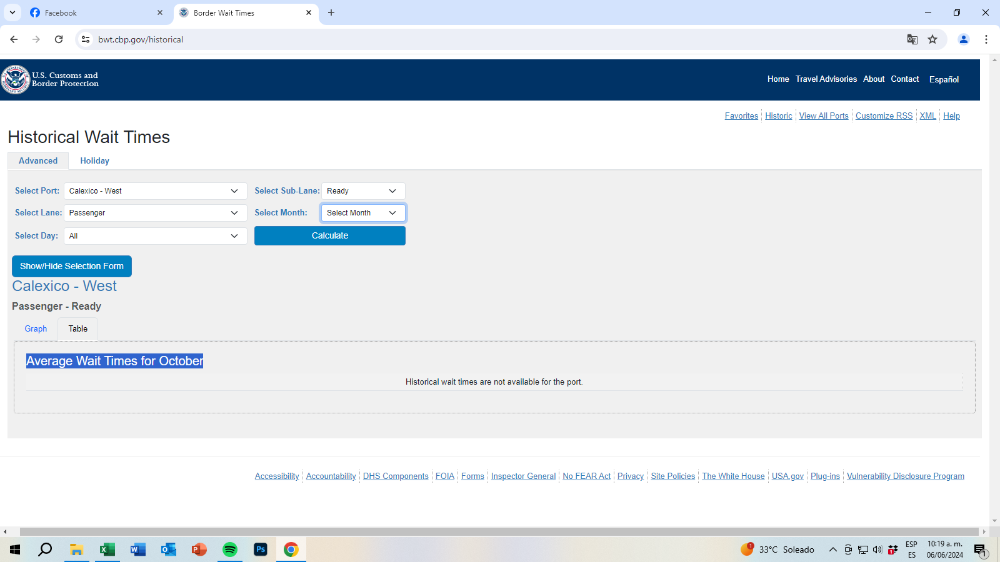 Facebook
Border Wait Times
bwt.cbp.gov/historical
U.S. Customs and
Border Protection
Home Travel Advisories About Contact Español
Favorites Historic View All Ports Customize RSS XML Help
Historical Wait Times
Advanced Holiday
Select Port: Calexico - West Select Sub-Lane: Ready
Select Lane: Passenger Select Month: Select Month
Select Day: All Calculate
Show/Hide Selection Form
Calexico - West
Passenger - Ready
Graph Table
Average Wait Times for October
Historical wait times are not available for the port.
Accessibility Accountability DHS Components FOIA Forms Inspector General No FEAR Act Privacy Site Policies The White House USA.gov Plug-ins Vulnerability Disclosure Program
1 33°C Soleado 1 ESP 10:19 a. m.
ES 06/06/2024 1